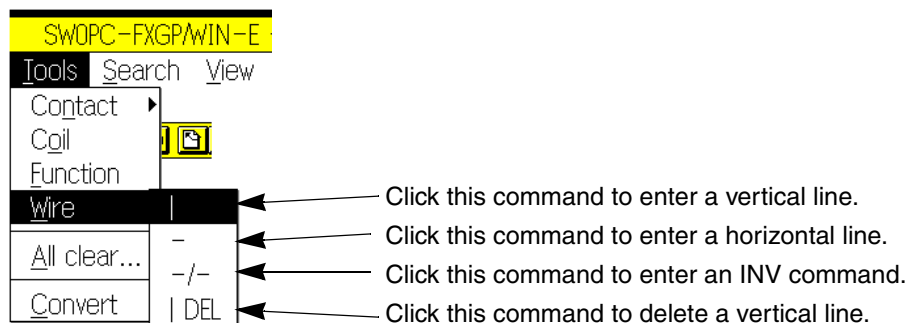 SW0PC-FXGP/WIN-E -
Tools Search View
Contact
Coil
Function
Wire | Click this command to enter a vertical line.
– Click this command to enter a horizontal line.
All clear... -/- Click this command to enter an INV command.
Convert | DEL Click this command to delete a vertical line.